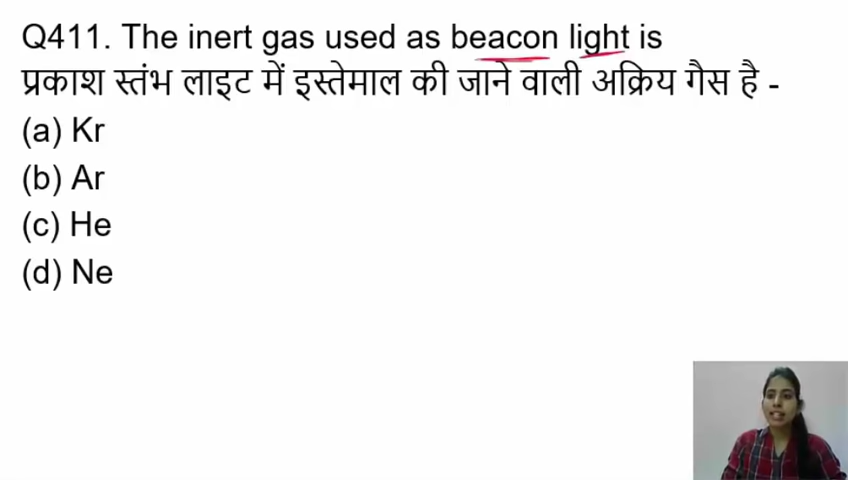 Q411. The inert gas used as beacon light is
प्रकाश स्तंभ लाइट में इस्तेमाल की जाने वाली अक्रिय गैस है -
(a) Kr
(b) Ar
(c) He
(d) Ne